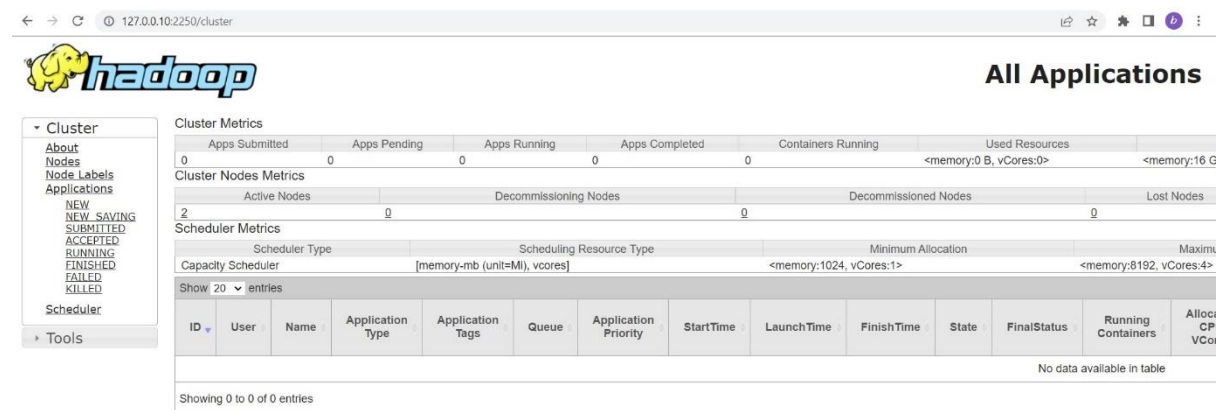 127.0.0.10:2250/cluster
b
hadoop
All Applications
Cluster
About
Nodes
Node Labels
Applications
NEW
NEW_SAVING
SUBMITTED
ACCEPTED
RUNNING
FINISHED
FAILED
KILLED
Scheduler
Tools
Cluster Metrics
Apps Submitted Apps Pending Apps Running Apps Completed Containers Running Used Resources
0 0 0 0 0 <memory:0 B, vCores:0> <memory:16 G
Cluster Nodes Metrics
Active Nodes Decommissioning Nodes Decommissioned Nodes Lost Nodes
2 0 0 0
Scheduler Metrics
Scheduler Type Scheduling Resource Type Minimum Allocation Maximu
Capacity Scheduler [memory-mb (unit=Mi), vcores] <memory:1024, vCores:1> <memory:8192, vCores:4>
Show 20 entries
ID User Name Application Type Application Tags Queue Application Priority StartTime LaunchTime FinishTime State FinalStatus Running Containers Alloca CP VCor
No data available in table
Showing 0 to 0 of 0 entries